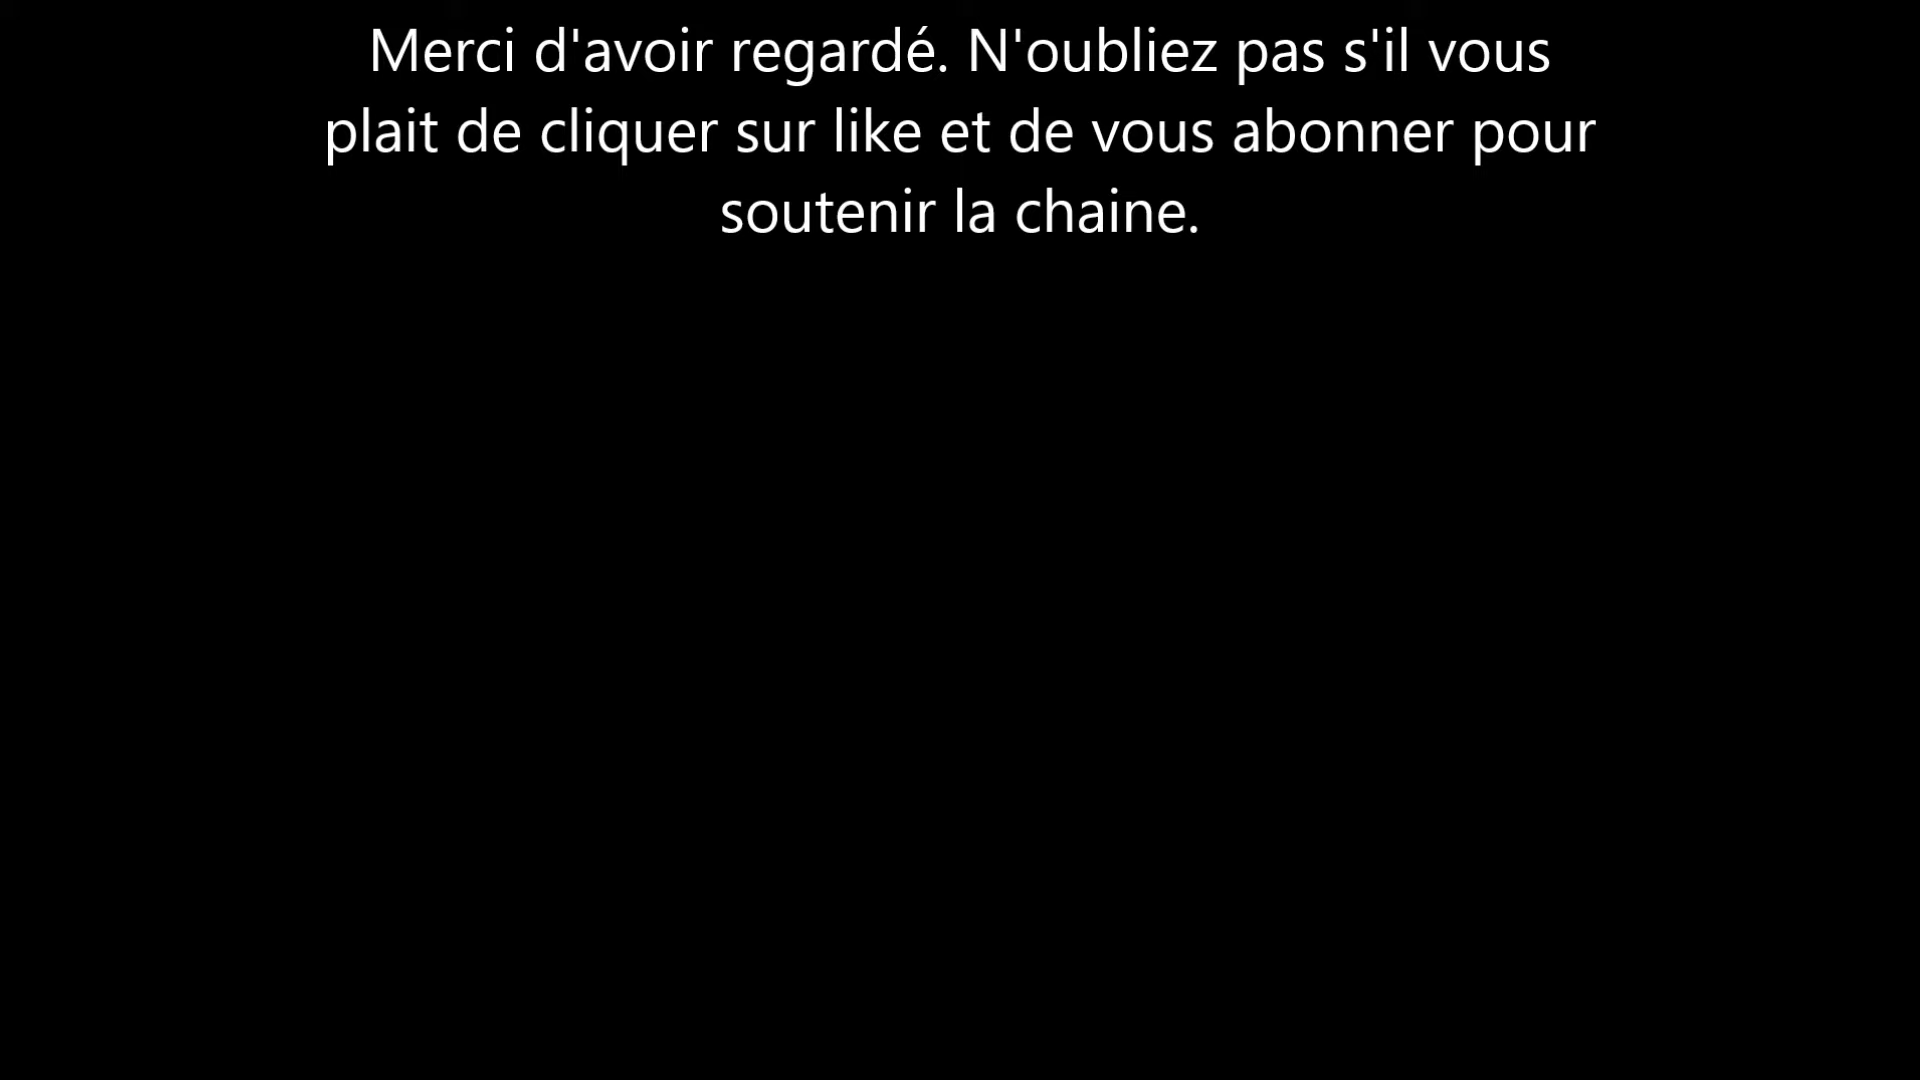 Merci d'avoir regardé. N'oubliez pas s'il vous
plait de cliquer sur like et de vous abonner pour
soutenir la chaine.